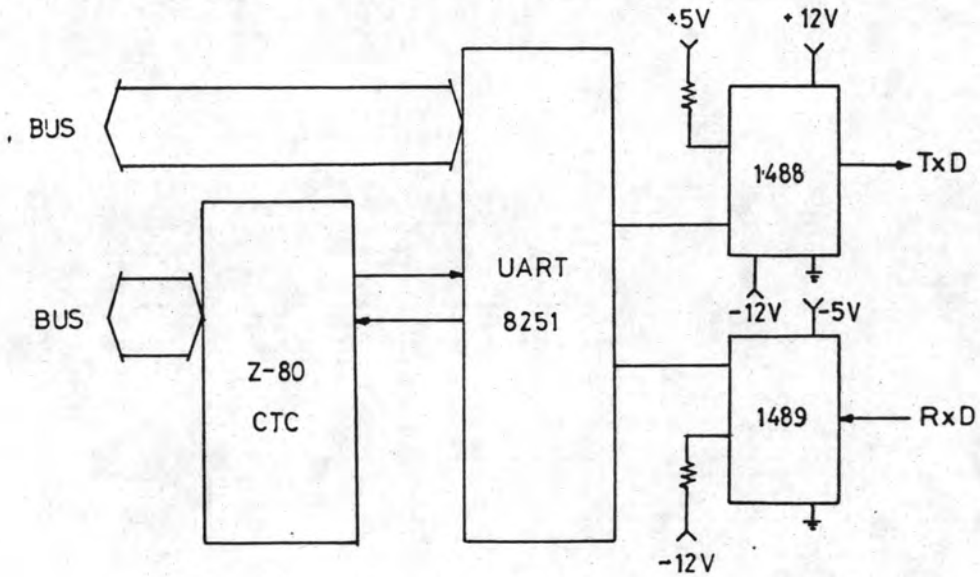 +5V
+12V
BUS
1488
TxD
UART
8251
-12V
-5V
BUS
Z-80
CTC
1489
RxD
-12V